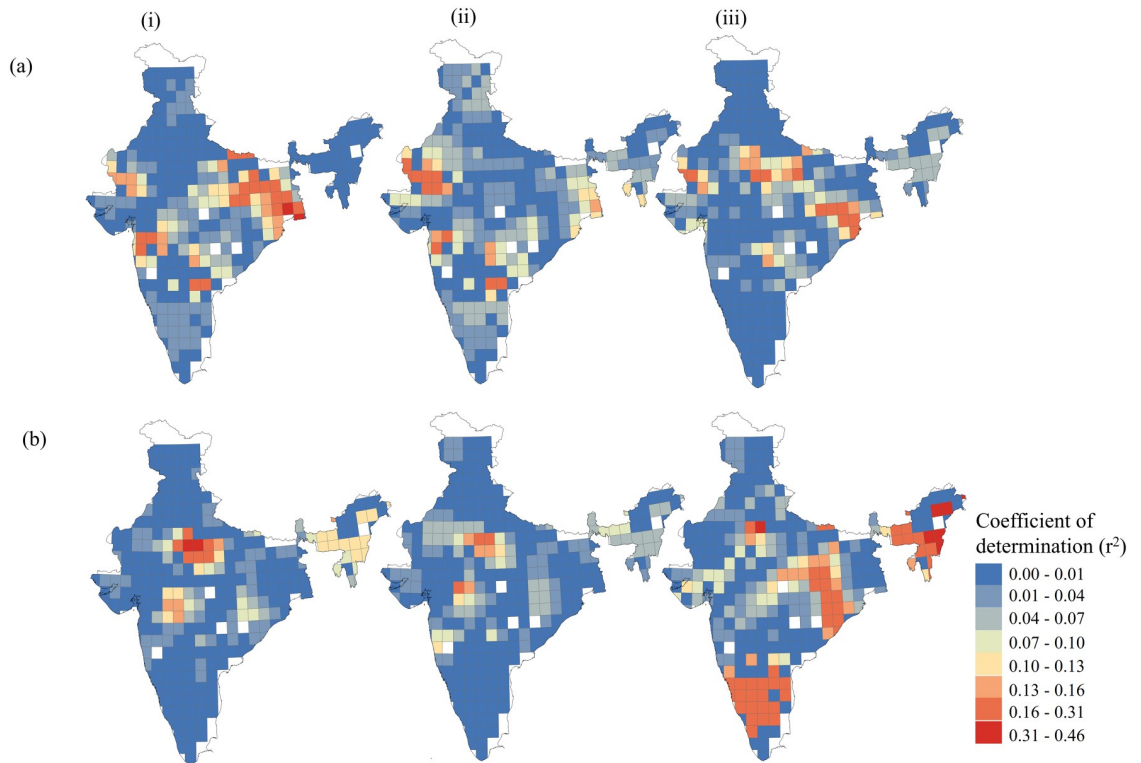 (i)
(ii)
(iii)
(a)
(b)
Coefficient of
determination (r²)
0.00 - 0.01
0.01 - 0.04
0.04 - 0.07
0.07 - 0.10
0.10 - 0.13
0.13 - 0.16
0.16 - 0.31
0.31 - 0.46